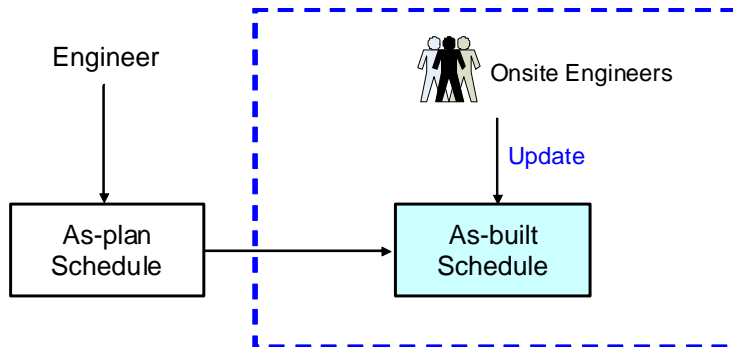 Engineer
Onsite Engineers
Update
As-plan
Schedule
As-built
Schedule